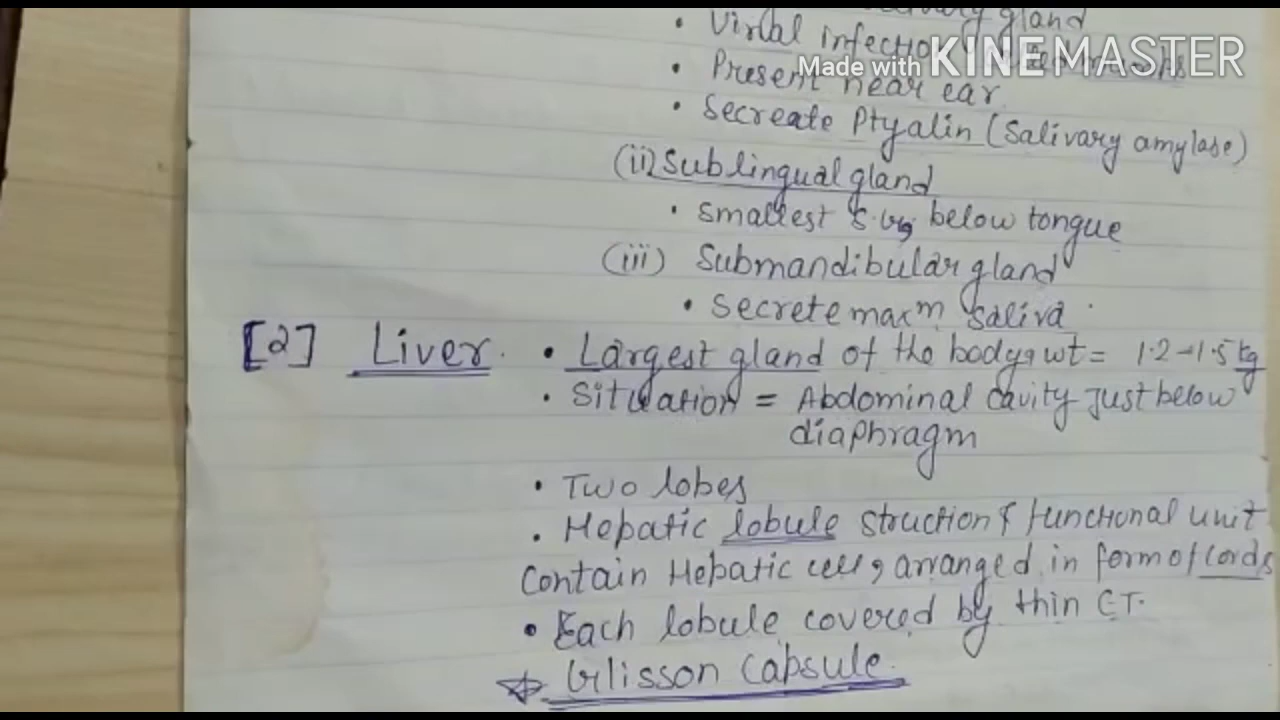 gland
• Viral infection
Made with KINEMASTER
• Present near ear
• Secreate Ptyalin (Salivary amylase)
(ii) Sublingual gland
• Smallest S.G, below tongue
(iii) Submandibular gland
• Secrete maxm Saliva
[2] Liver. • Largest gland of the body, wt = 1.2-1.5 kg
• Situation = Abdominal cavity Just below
diaphragm
• Two lobes
• Hepatic lobule struction & functional unit
Contain Hepatic cells, arranged in form of Cords
• Each lobule covered by thin C.T.
Glisson Capsule.